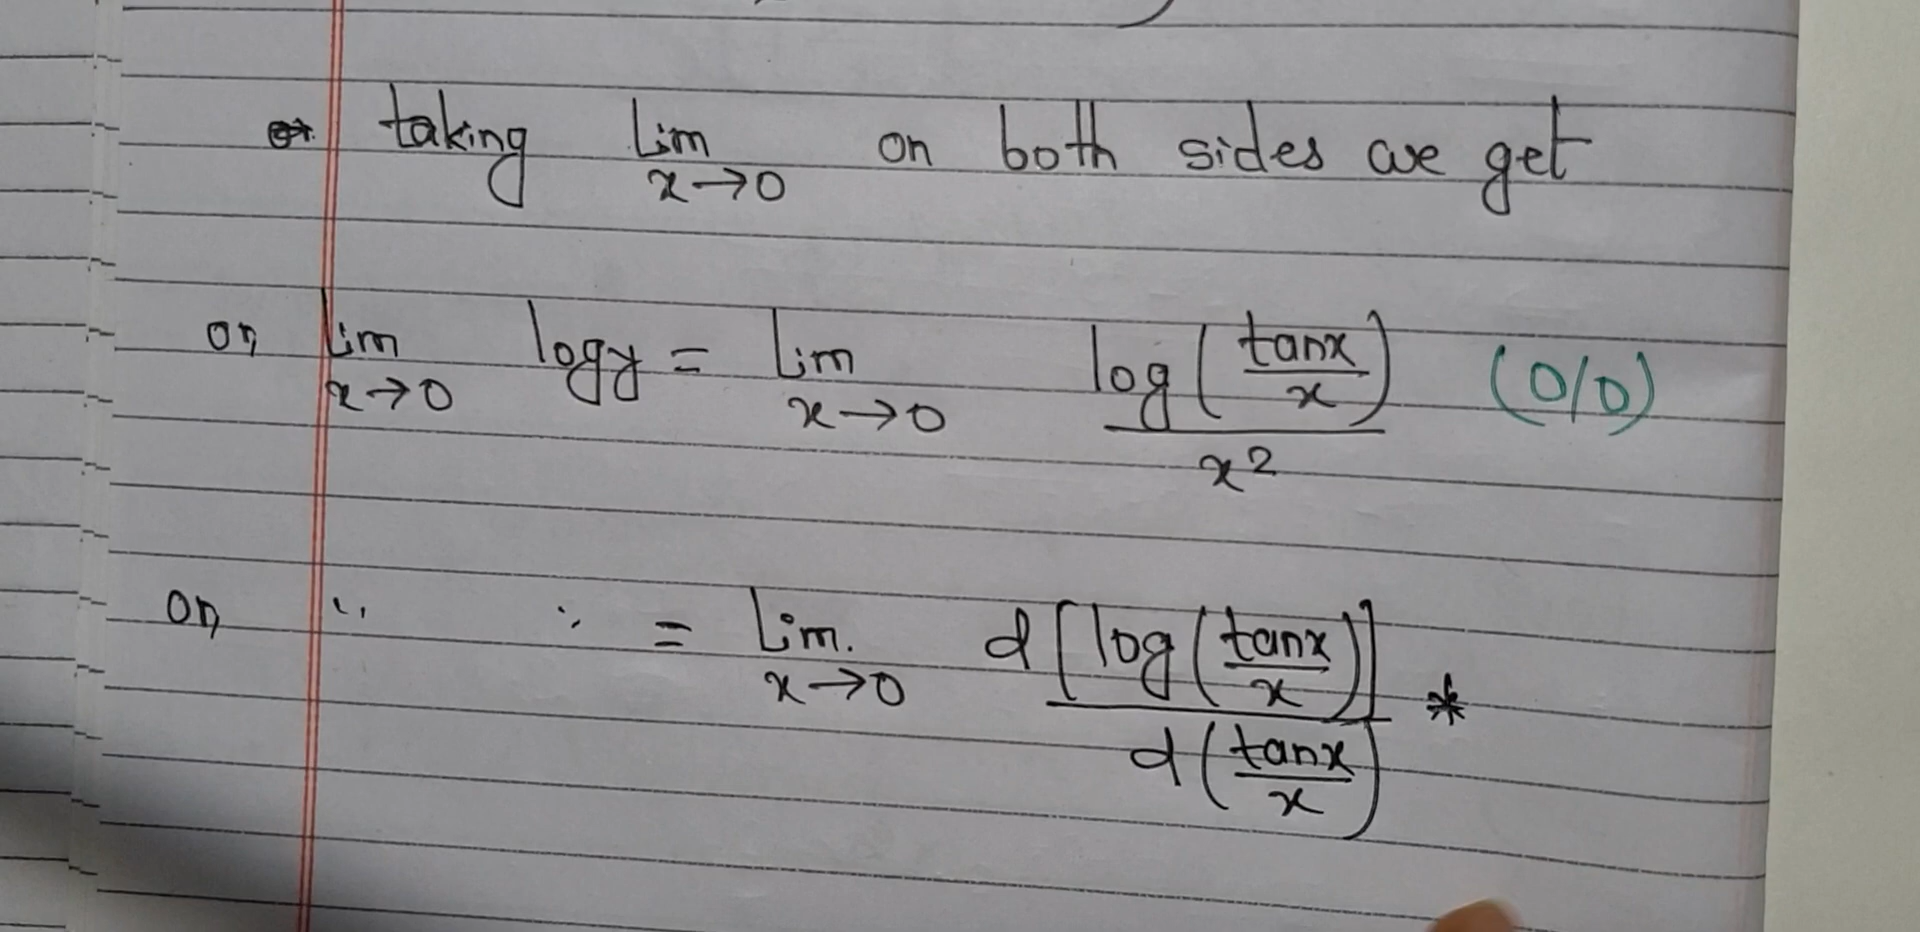 taking lim x→0 on both sides we get
or, lim x→0 log y = lim x→0 log(tanx/x)/x² (0/0)
or, " " = lim. x→0 d[log(tanx/x)]/d(tanx/x) *